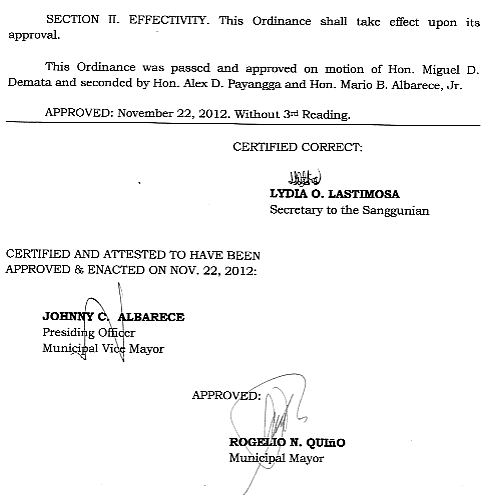 SECTION II. EFFECTIVITY. This Ordinance shall take effect upon its
approval.
This Ordinance was passed and approved on motion of Hon. Miguel D.
Demata and seconded by Hon. Alex D. Payangga and Hon. Mario B. Albarece, Jr.
APPROVED: November 22, 2012. Without 3rd Reading.
CERTIFIED CORRECT:
LYDIA O. LASTIMOSA
Secretary to the Sanggunian
CERTIFIED AND ATTESTED TO HAVE BEEN
APPROVED & ENACTED ON NOV. 22, 2012:
JOHNNY C. ALBARECE
Presiding Officer
Municipal Vice Mayor
APPROVED:
ROGELIO N. QUIñO
Municipal Mayor